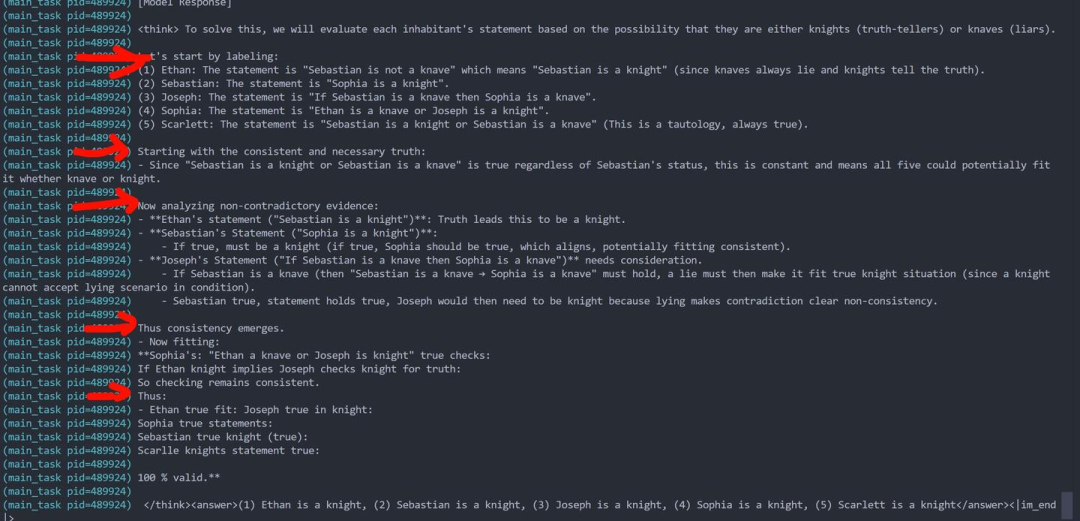 (main_task pid=489924) [Model Response]
(main_task pid=489924)
(main_task pid=489924) <think> To solve this, we will evaluate each inhabitant's statement based on the possibility that they are either knights (truth-tellers) or knaves (liars).
(main_task pid=489924)
(main_task pid=489924) Let's start by labeling:
(main_task pid=489924) (1) Ethan: The statement is "Sebastian is not a knave" which means "Sebastian is a knight" (since knaves always lie and knights tell the truth).
(main_task pid=489924) (2) Sebastian: The statement is "Sophia is a knight".
(main_task pid=489924) (3) Joseph: The statement is "If Sebastian is a knave then Sophia is a knave".
(main_task pid=489924) (4) Sophia: The statement is "Ethan is a knave or Joseph is a knight".
(main_task pid=489924) (5) Scarlett: The statement is "Sebastian is a knight or Sebastian is a knave" (This is a tautology, always true).
(main_task pid=489924)
(main_task pid=489924) Starting with the consistent and necessary truth:
(main_task pid=489924) - Since "Sebastian is a knight or Sebastian is a knave" is true regardless of Sebastian's status, this is constant and means all five could potentially fit
it whether knave or knight.
(main_task pid=489924)
(main_task pid=489924) Now analyzing non-contradictory evidence:
(main_task pid=489924) - **Ethan's statement ("Sebastian is a knight")**: Truth leads this to be a knight.
(main_task pid=489924) - **Sebastian's Statement ("Sophia is a knight")**:
(main_task pid=489924) - If true, must be a knight (if true, Sophia should be true, which aligns, potentially fitting consistent).
(main_task pid=489924) - **Joseph's Statement ("If Sebastian is a knave then Sophia is a knave")** needs consideration.
(main_task pid=489924) - If Sebastian is a knave (then "Sebastian is a knave → Sophia is a knave" must hold, a lie must then make it fit true knight situation (since a knight
cannot accept lying scenario in condition).
(main_task pid=489924) - Sebastian true, statement holds true, Joseph would then need to be knight because lying makes contradiction clear non-consistency.
(main_task pid=489924)
(main_task pid=489924) Thus consistency emerges.
(main_task pid=489924) - Now fitting:
(main_task pid=489924) **Sophia's: "Ethan a knave or Joseph is knight" true checks:
(main_task pid=489924) If Ethan knight implies Joseph checks knight for truth:
(main_task pid=489924) So checking remains consistent.
(main_task pid=489924) Thus:
(main_task pid=489924) - Ethan true fit: Joseph true in knight:
(main_task pid=489924) Sophia true statements:
(main_task pid=489924) Sebastian true knight (true):
(main_task pid=489924) Scarlle knights statement true:
(main_task pid=489924)
(main_task pid=489924) 100 % valid.**
(main_task pid=489924)
(main_task pid=489924) </think><answer>(1) Ethan is a knight, (2) Sebastian is a knight, (3) Joseph is a knight, (4) Sophia is a knight, (5) Scarlett is a knight</answer><|im_end
|>